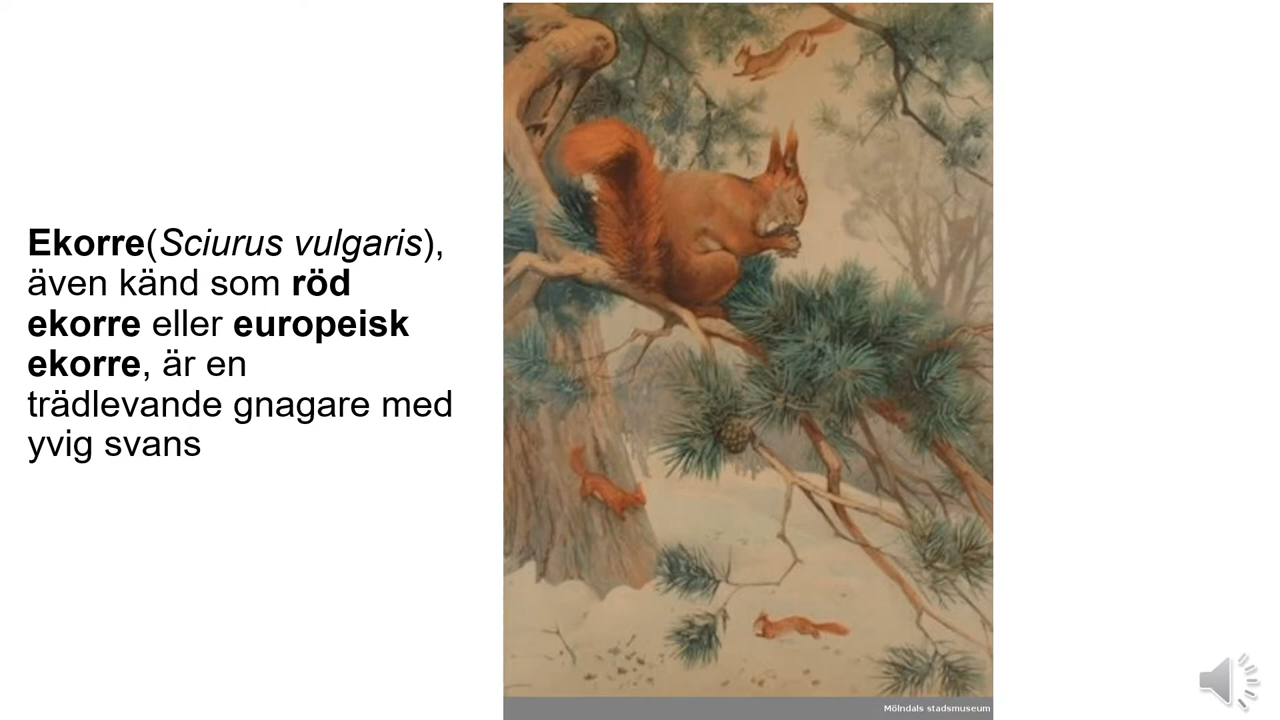 Ekorre(Sciurus vulgaris),
även känd som röd
ekorre eller europeisk
ekorre, är en
trädlevande gnagare med
yvig svans
Mölndals stadsmuseum